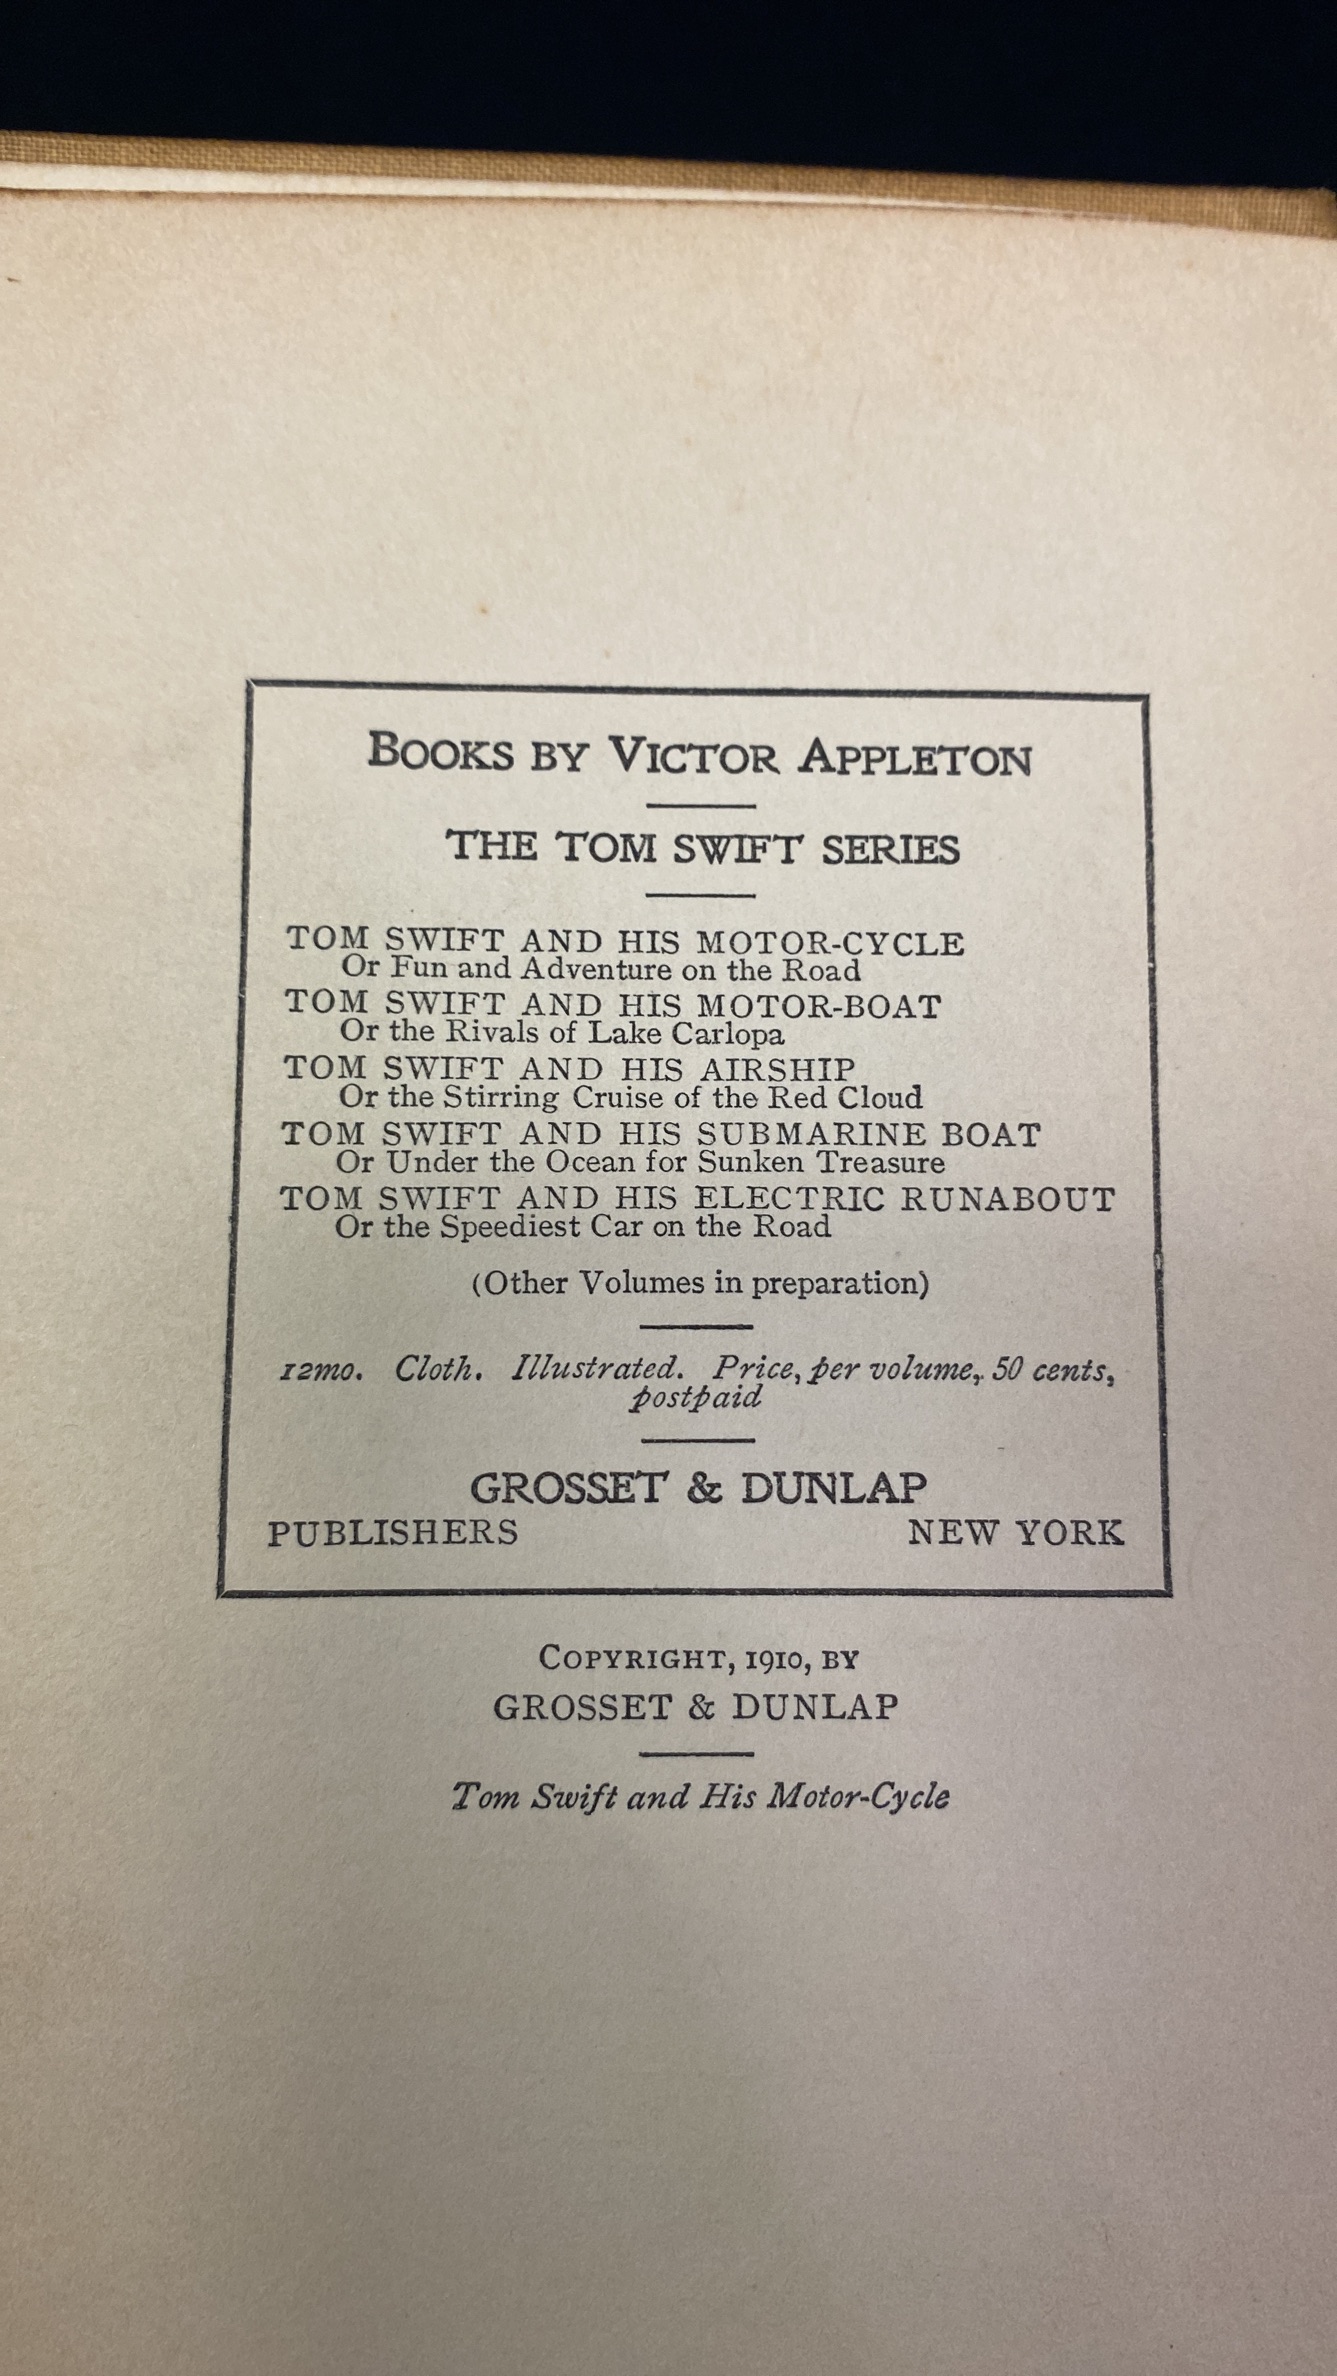 BOOKS BY VICTOR APPLETON
THE TOM SWIFT SERIES
TOM SWIFT AND HIS MOTOR-CYCLE
Or Fun and Adventure on the Road
TOM SWIFT AND HIS MOTOR-BOAT
Or the Rivals of Lake Carlopa
TOM SWIFT AND HIS AIRSHIP
Or the Stirring Cruise of the Red Cloud
TOM SWIFT AND HIS SUBMARINE BOAT
Or Under the Ocean for Sunken Treasure
TOM SWIFT AND HIS ELECTRIC RUNABOUT
Or the Speediest Car on the Road
(Other Volumes in preparation)
12mo. Cloth. Illustrated. Price, per volume, 50 cents,
postpaid
GROSSET & DUNLAP
PUBLISHERS NEW YORK
COPYRIGHT, 1910, BY
GROSSET & DUNLAP
Tom Swift and His Motor-Cycle